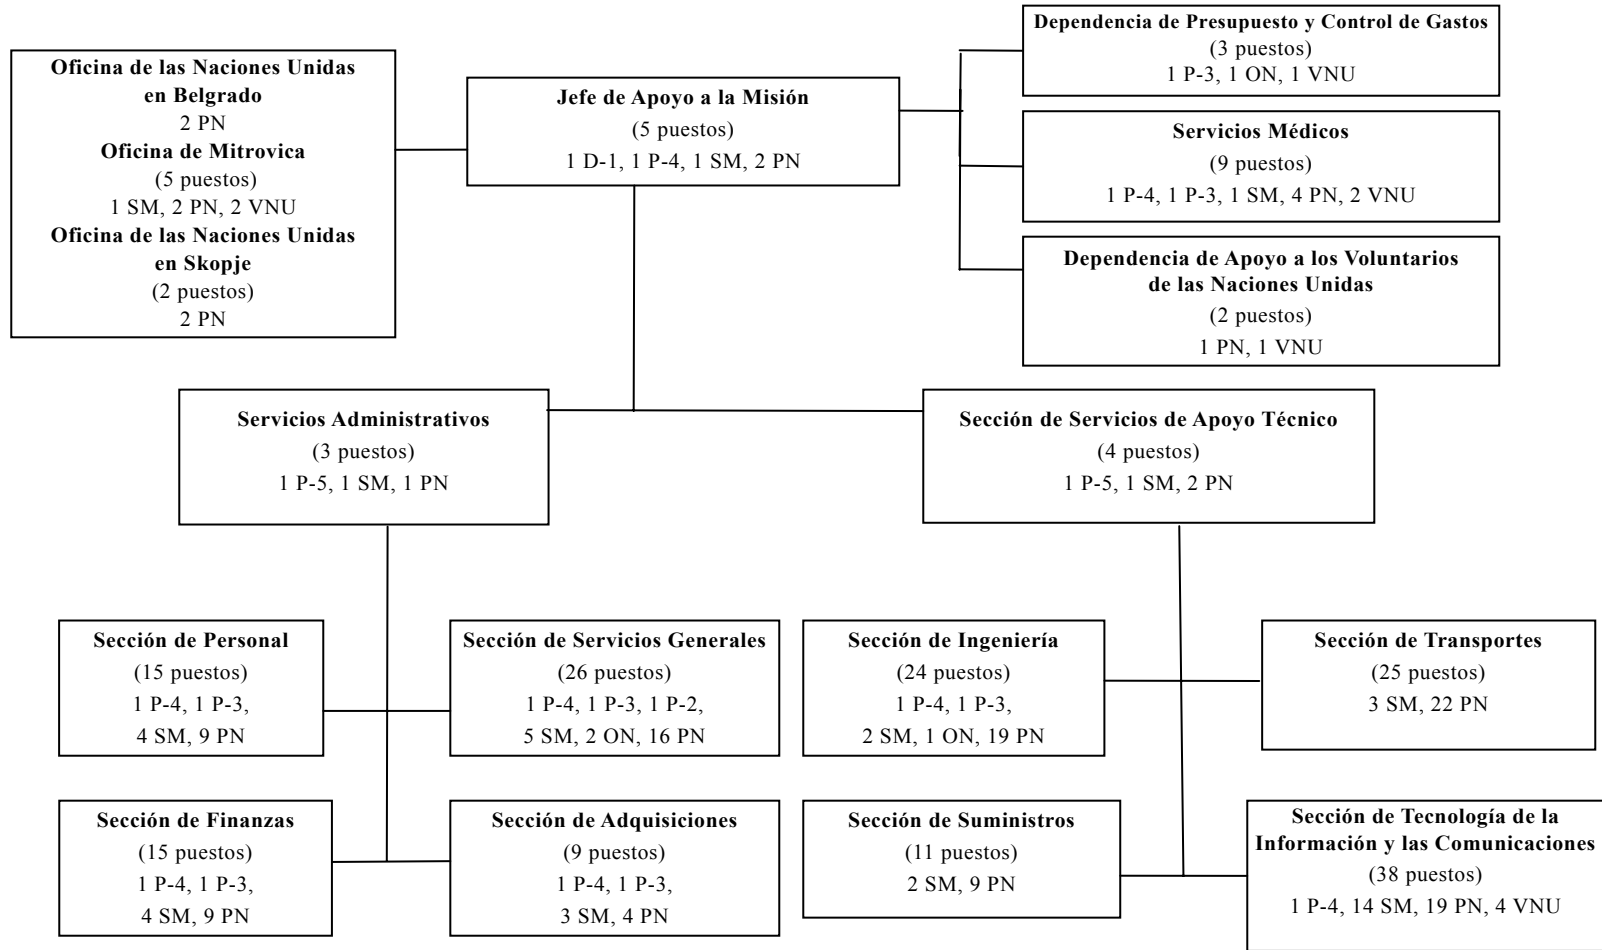 Oficina de las Naciones Unidas
en Belgrado
2 PN
Oficina de Mitrovica
(5 puestos)
1 SM, 2 PN, 2 VNU
Oficina de las Naciones Unidas
en Skopje
(2 puestos)
2 PN
Jefe de Apoyo a la Misión
(5 puestos)
1 D-1, 1 P-4, 1 SM, 2 PN
Dependencia de Presupuesto y Control de Gastos
(3 puestos)
1 P-3, 1 ON, 1 VNU
Servicios Médicos
(9 puestos)
1 P-4, 1 P-3, 1 SM, 4 PN, 2 VNU
Dependencia de Apoyo a los Voluntarios
de las Naciones Unidas
(2 puestos)
1 PN, 1 VNU
Servicios Administrativos
(3 puestos)
1 P-5, 1 SM, 1 PN
Sección de Servicios de Apoyo Técnico
(4 puestos)
1 P-5, 1 SM, 2 PN
Sección de Personal
(15 puestos)
1 P-4, 1 P-3,
4 SM, 9 PN
Sección de Servicios Generales
(26 puestos)
1 P-4, 1 P-3, 1 P-2,
5 SM, 2 ON, 16 PN
Sección de Ingeniería
(24 puestos)
1 P-4, 1 P-3,
2 SM, 1 ON, 19 PN
Sección de Transportes
(25 puestos)
3 SM, 22 PN
Sección de Finanzas
(15 puestos)
1 P-4, 1 P-3,
4 SM, 9 PN
Sección de Adquisiciones
(9 puestos)
1 P-4, 1 P-3,
3 SM, 4 PN
Sección de Suministros
(11 puestos)
2 SM, 9 PN
Sección de Tecnología de la
Información y las Comunicaciones
(38 puestos)
1 P-4, 14 SM, 19 PN, 4 VNU